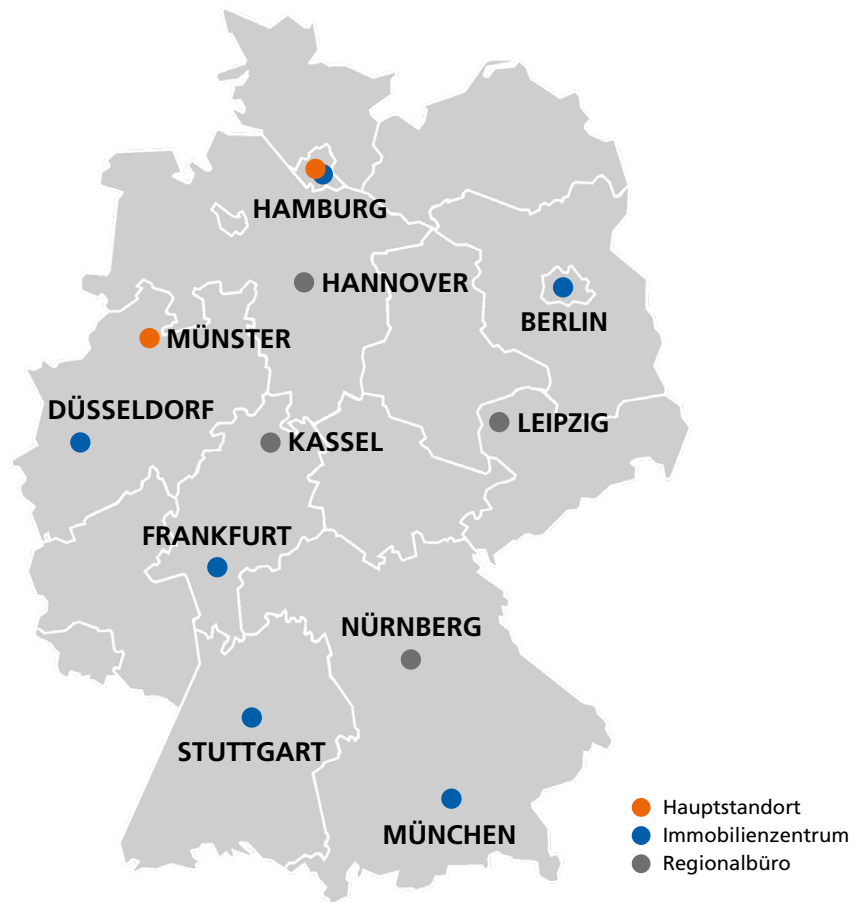 HAMBURG
HANNOVER
BERLIN
MÜNSTER
DÜSSELDORF
LEIPZIG
KASSEL
FRANKFURT
NÜRNBERG
STUTTGART
MÜNCHEN
Hauptstandort
Immobilienzentrum
Regionalbüro